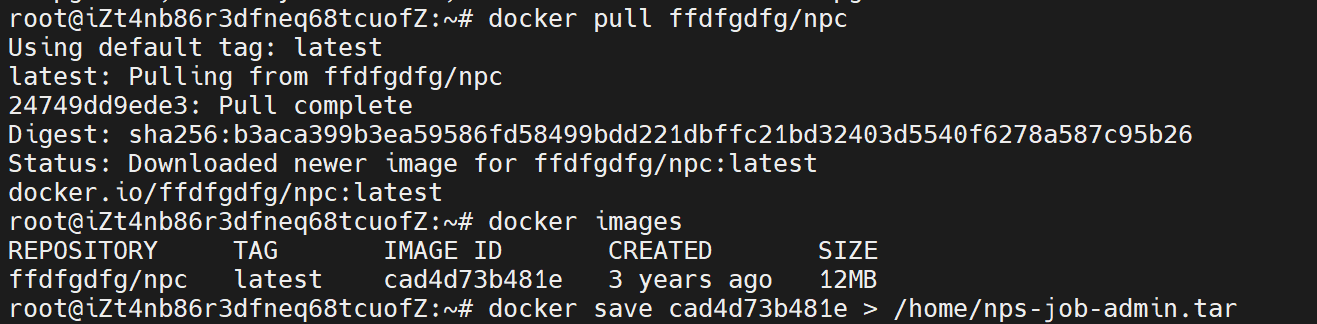 root@iZt4nb86r3dfneq68tcuofZ:~# docker pull ffdfgdfg/npc
Using default tag: latest
latest: Pulling from ffdfgdfg/npc
24749dd9ede3: Pull complete
Digest: sha256:b3aca399b3ea59586fd58499bdd221dbffc21bd32403d5540f6278a587c95b26
Status: Downloaded newer image for ffdfgdfg/npc:latest
docker.io/ffdfgdfg/npc:latest
root@iZt4nb86r3dfneq68tcuofZ:~# docker images
REPOSITORY     TAG       IMAGE ID       CREATED       SIZE
ffdfgdfg/npc   latest    cad4d73b481e   3 years ago   12MB
root@iZt4nb86r3dfneq68tcuofZ:~# docker save cad4d73b481e > /home/nps-job-admin.tar